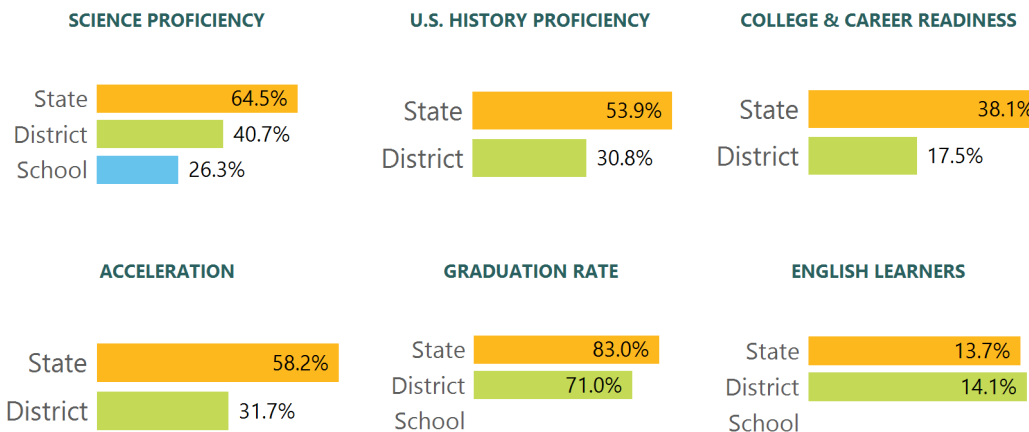 SCIENCE PROFICIENCY
State 64.5%
District 40.7%
School 26.3%
U.S. HISTORY PROFICIENCY
State 53.9%
District 30.8%
COLLEGE & CAREER READINESS
State 38.1%
District 17.5%
ACCELERATION
State 58.2%
District 31.7%
GRADUATION RATE
State 83.0%
District 71.0%
School
ENGLISH LEARNERS
State 13.7%
District 14.1%
School